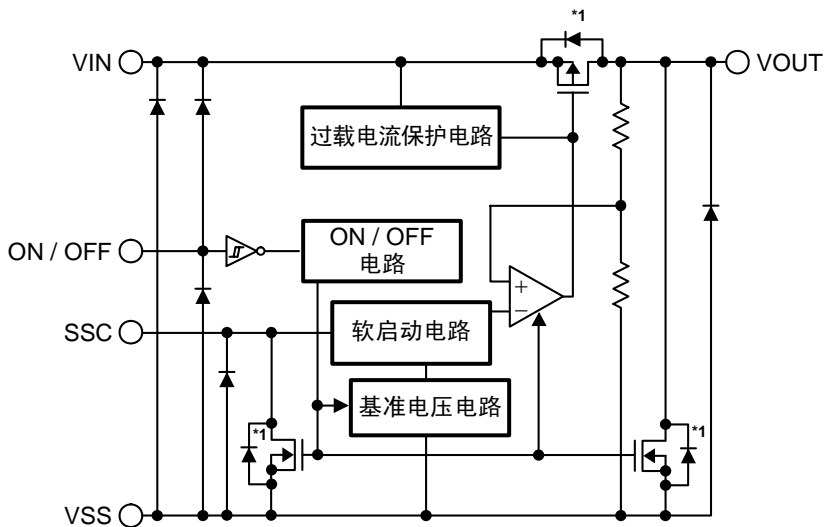 *1
VIN
VOUT
过载电流保护电路
ON / OFF
ON / OFF
电路
+
−
SSC
软启动电路
基准电压电路
*1
*1
VSS